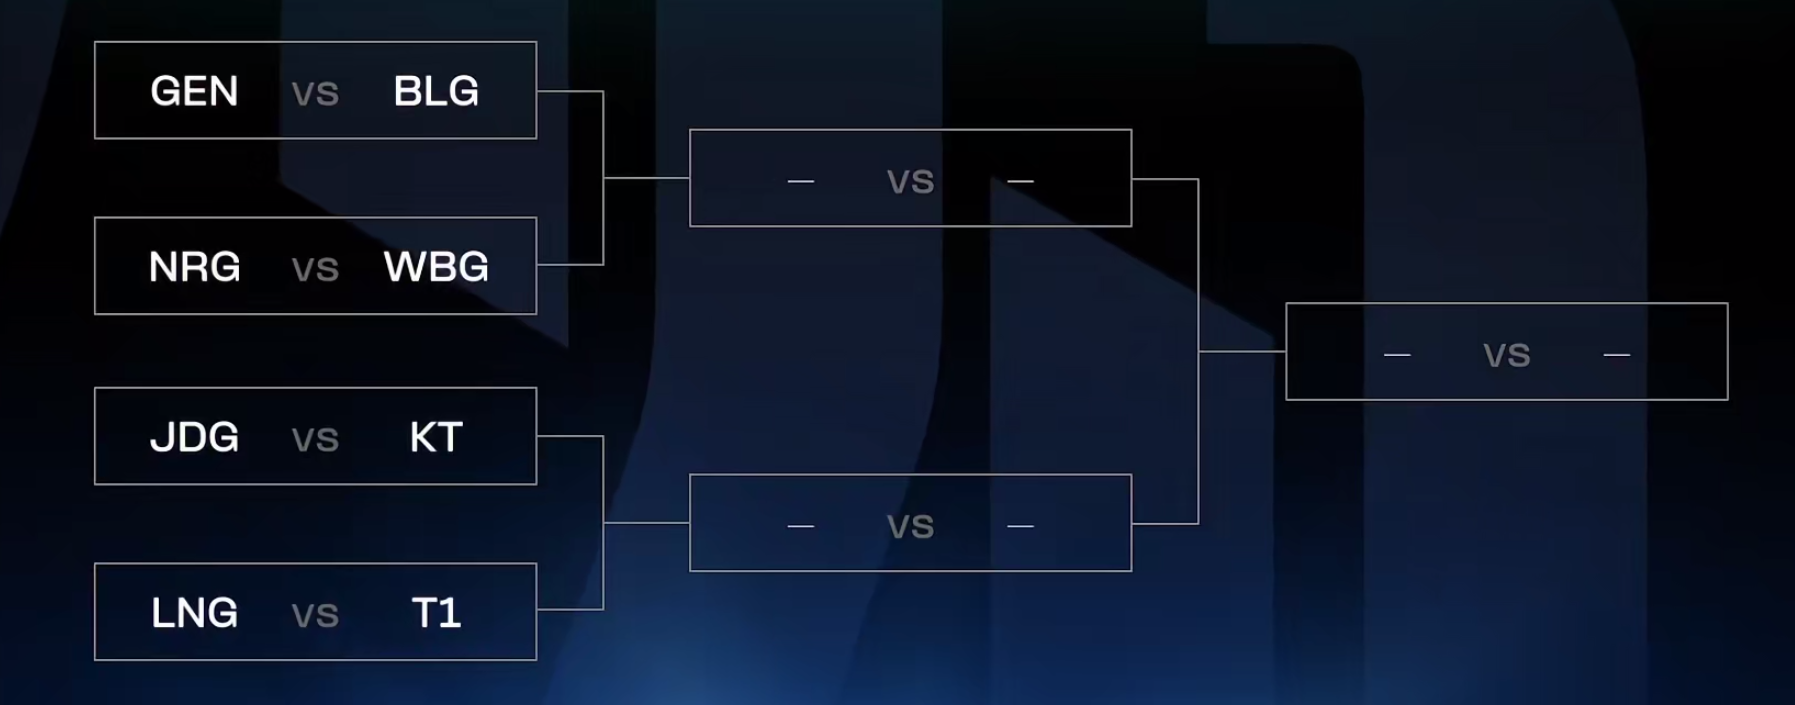 GEN VS BLG
NRG VS WBG
JDG VS KT
LNG VS T1
— VS —
— VS —
— VS —